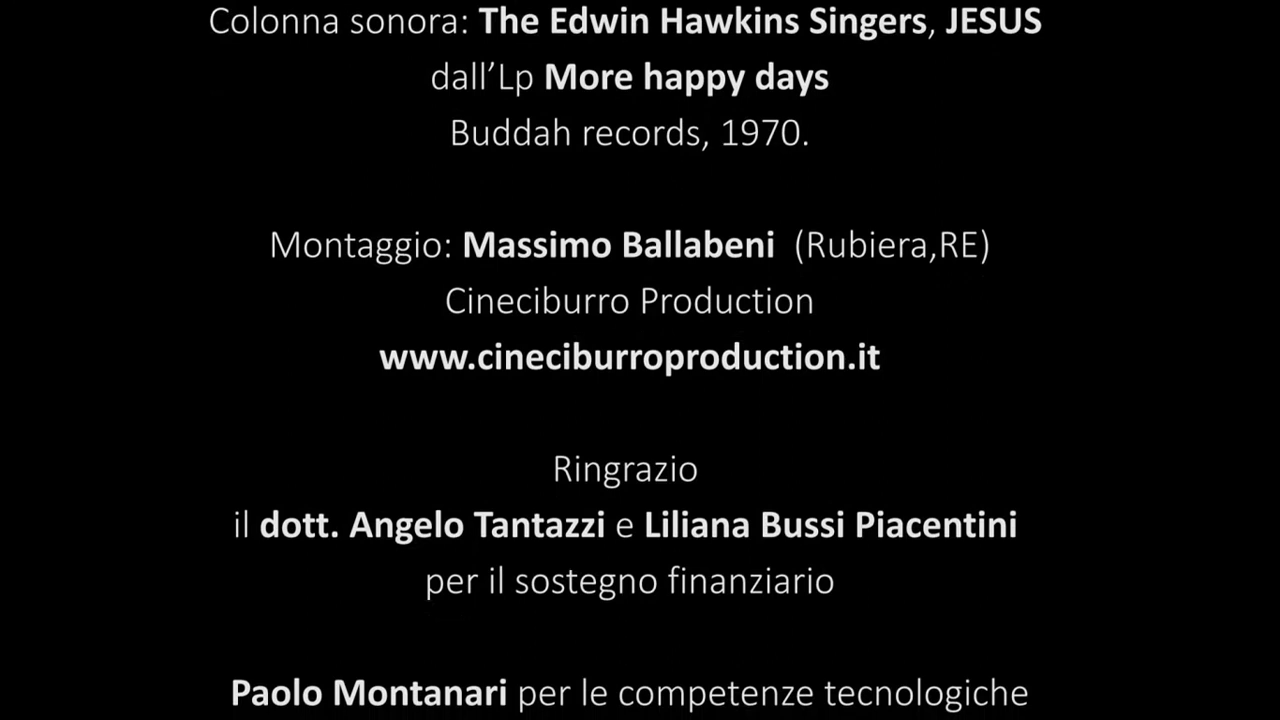 Colonna sonora: The Edwin Hawkins Singers, JESUS
dall’Lp More happy days
Buddah records, 1970.
Montaggio: Massimo Ballabeni (Rubiera,RE)
Cineciburro Production
www.cineciburroproduction.it
Ringrazio
il dott. Angelo Tantazzi e Liliana Bussi Piacentini
per il sostegno finanziario
Paolo Montanari per le competenze tecnologiche